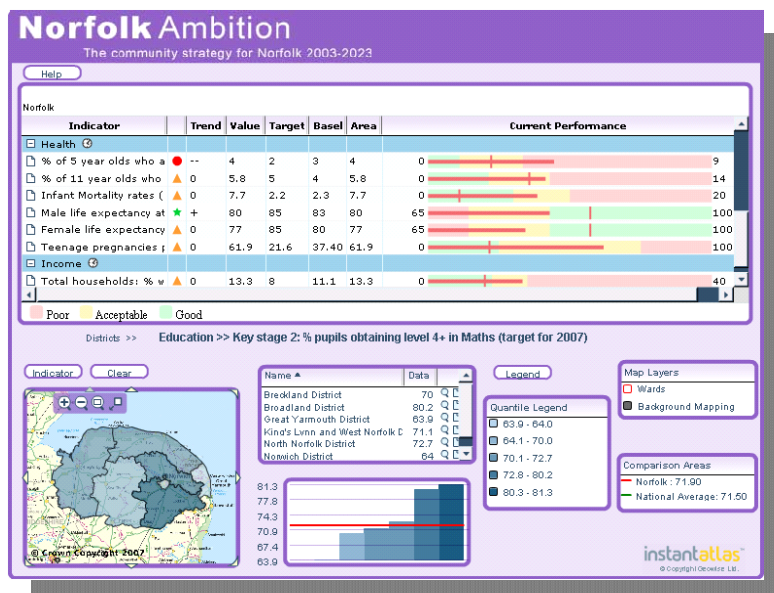 Norfolk Ambition
The community strategy for Norfolk 2003-2023
Help
Norfolk
Indicator Trend Value Target Basel Area Current Performance
Health
% of 5 year olds who a -- 4 2 3 4 0 9
% of 11 year olds who 0 5.8 5 4 5.8 0 14
Infant Mortality rates ( 0 7.7 2.2 2.3 7.7 0 20
Male life expectancy at + 80 85 83 80 65 100
Female life expectancy 0 77 85 80 77 65 100
Teenage pregnancies p 0 61.9 21.6 37.40 61.9 0 100
Income
Total households: % w 0 13.3 8 11.1 13.3 0 40
Poor Acceptable Good
Districts >> Education >> Key stage 2: % pupils obtaining level 4+ in Maths (target for 2007)
Indicator Clear
© Crown Copyright 2007
Name Data
Breckland District 70
Broadland District 80.2
Great Yarmouth District 63.9
King's Lynn and West Norfolk D 71.1
North Norfolk District 72.7
Norwich District 64
81.3
77.8
74.3
70.9
67.4
63.9
Legend
Quantile Legend
63.9 - 64.0
64.1 - 70.0
70.1 - 72.7
72.8 - 80.2
80.3 - 81.3
Map Layers
Wards
Background Mapping
Comparison Areas
Norfolk : 71.90
National Average: 71.50
instantatlas™
© Copyright Geowise Ltd.